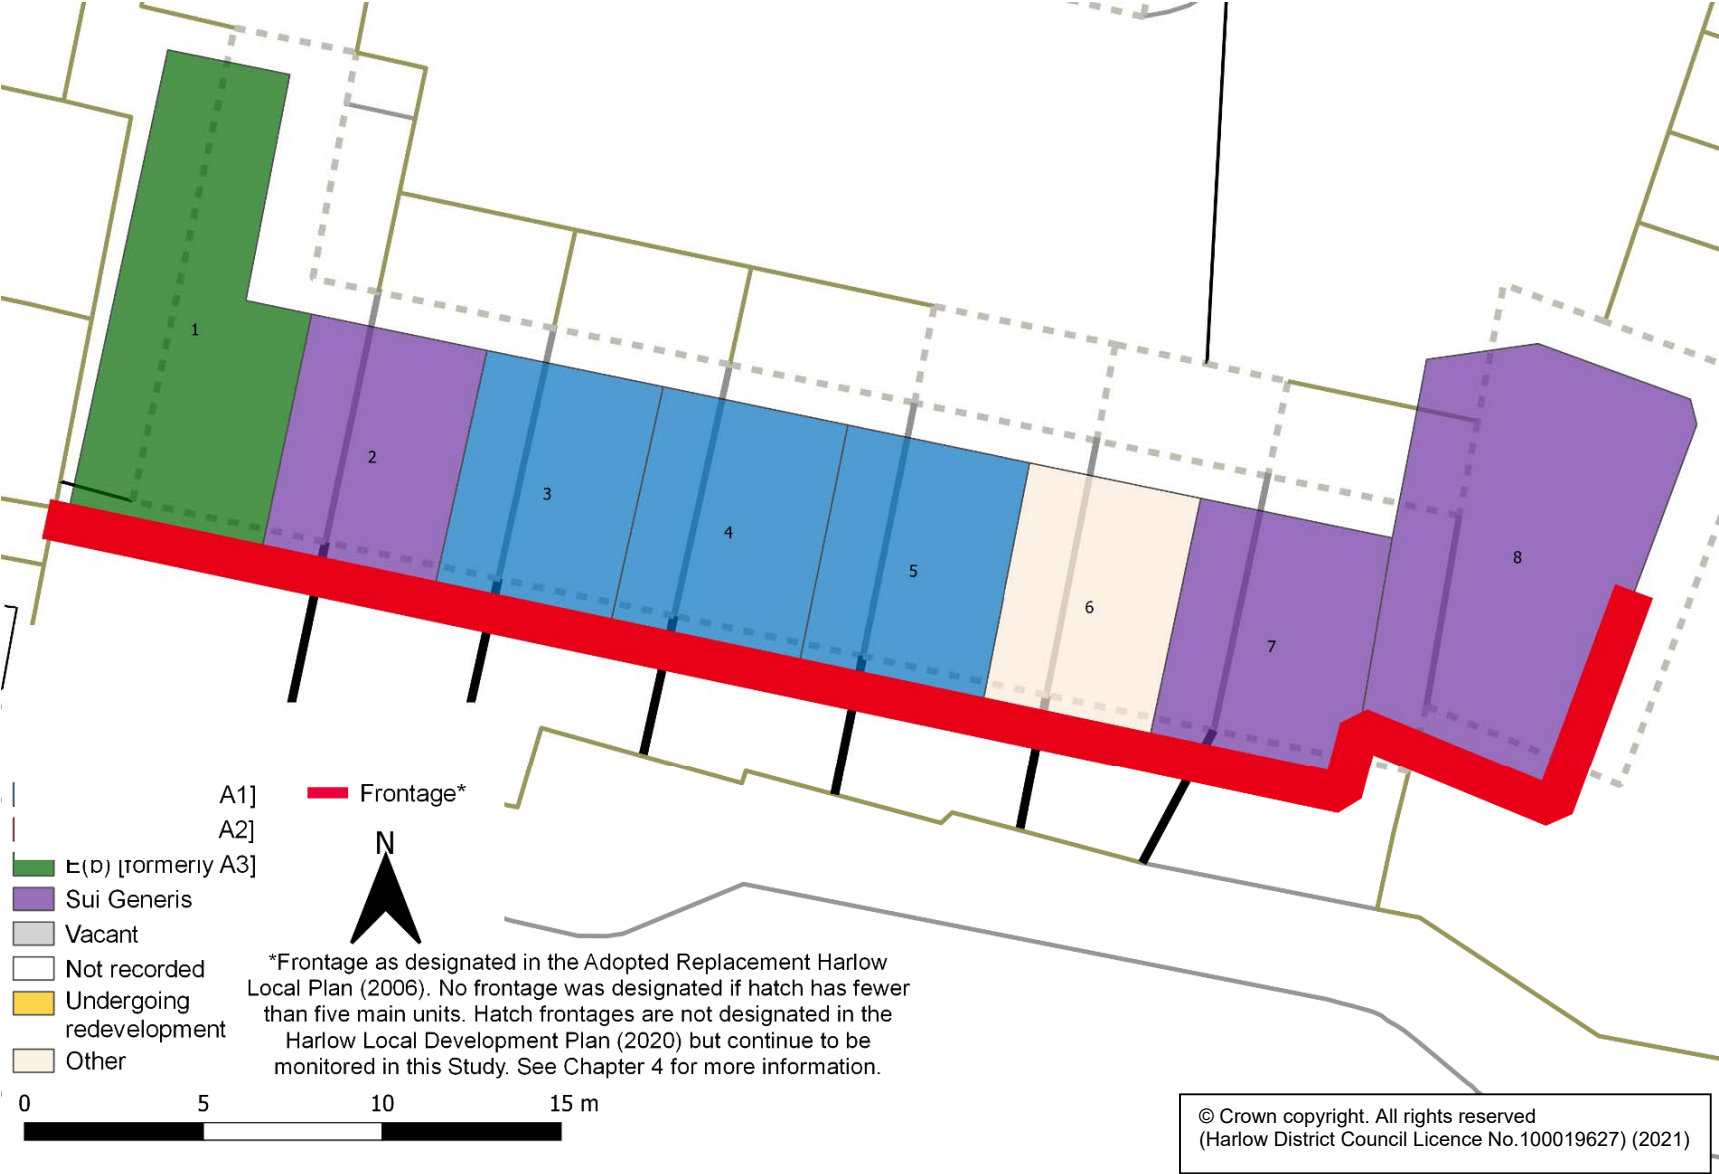 1
2
3
4
5
6
7
8
A1]
A2]
E(b) [formerly A3]
Sui Generis
Vacant
Not recorded
Undergoing
redevelopment
Other
Frontage*
N
*Frontage as designated in the Adopted Replacement Harlow
Local Plan (2006). No frontage was designated if hatch has fewer
than five main units. Hatch frontages are not designated in the
Harlow Local Development Plan (2020) but continue to be
monitored in this Study. See Chapter 4 for more information.
0 5 10 15 m
© Crown copyright. All rights reserved
(Harlow District Council Licence No.100019627) (2021)